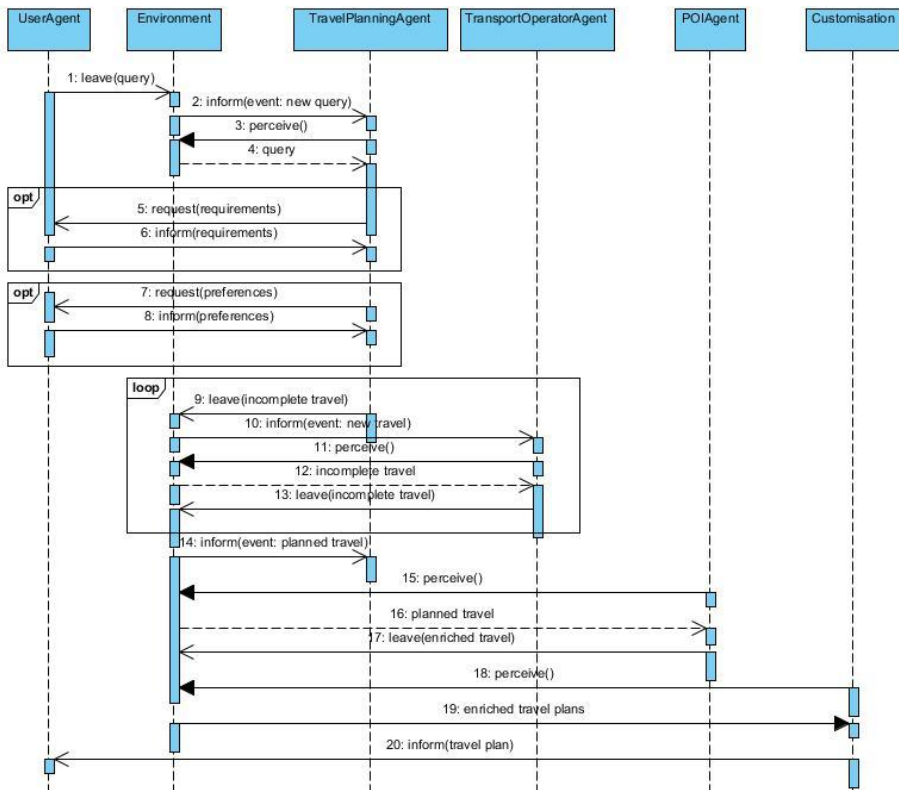 UserAgent
Environment
TravelPlanningAgent
TransportOperatorAgent
POIAgent
Customisation
1: leave(query)
2: inform(event: new query)
3: perceive()
4: query
opt
5: request(requirements)
6: inform(requirements)
opt
7: request(preferences)
8: inform(preferences)
loop
9: leave(incomplete travel)
10: inform(event: new travel)
11: perceive()
12: incomplete travel
13: leave(incomplete travel)
14: inform(event: planned travel)
15: perceive()
16: planned travel
17: leave(enriched travel)
18: perceive()
19: enriched travel plans
20: inform(travel plan)